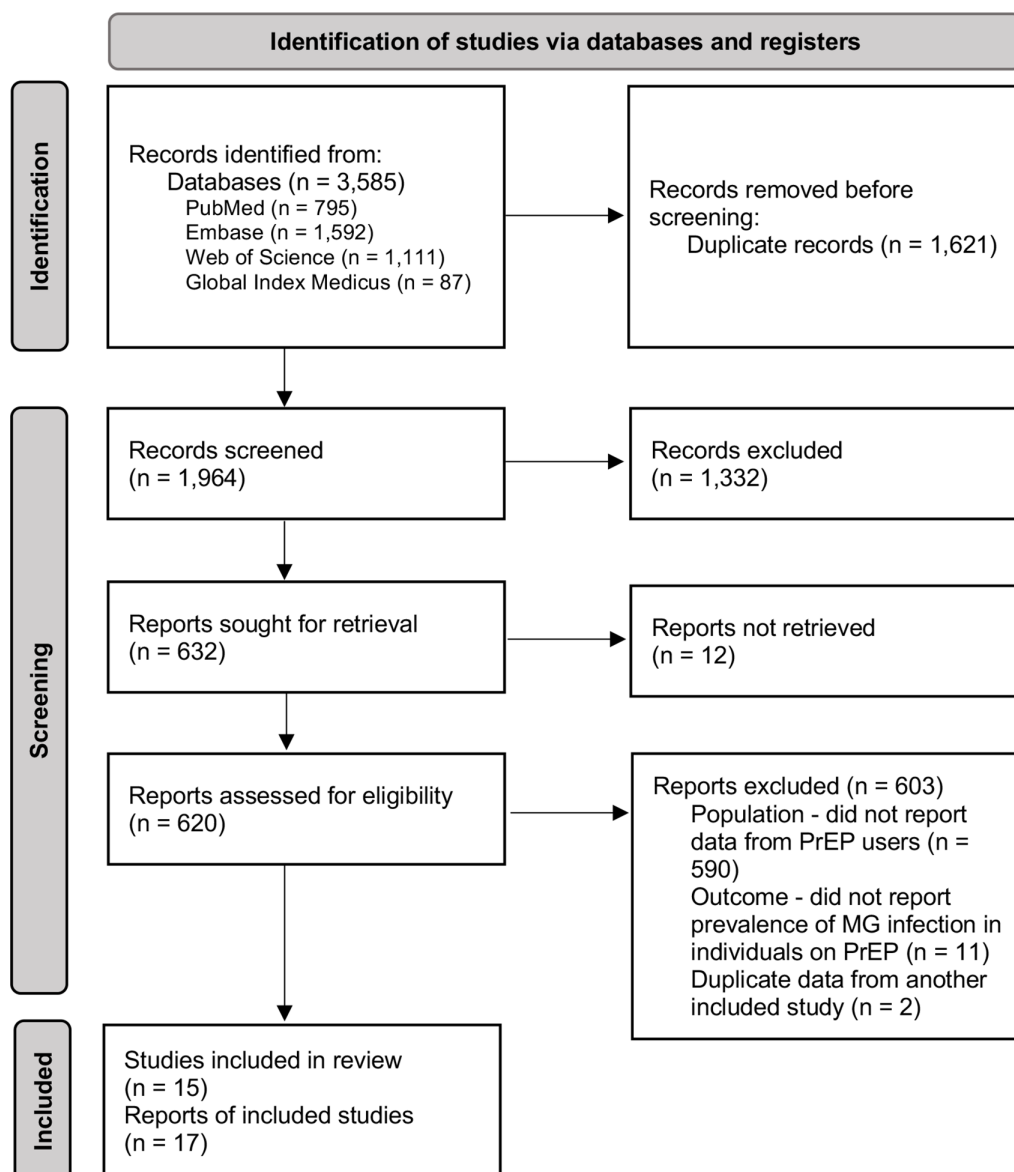 Identification of studies via databases and registers
Identification
Records identified from:
Databases (n = 3,585)
PubMed (n = 795)
Embase (n = 1,592)
Web of Science (n = 1,111)
Global Index Medicus (n = 87)
Records removed before
screening:
Duplicate records (n = 1,621)
Screening
Records screened
(n = 1,964)
Records excluded
(n = 1,332)
Reports sought for retrieval
(n = 632)
Reports not retrieved
(n = 12)
Reports assessed for eligibility
(n = 620)
Reports excluded (n = 603)
Population - did not report
data from PrEP users (n =
590)
Outcome - did not report
prevalence of MG infection in
individuals on PrEP (n = 11)
Duplicate data from another
included study (n = 2)
Included
Studies included in review
(n = 15)
Reports of included studies
(n = 17)